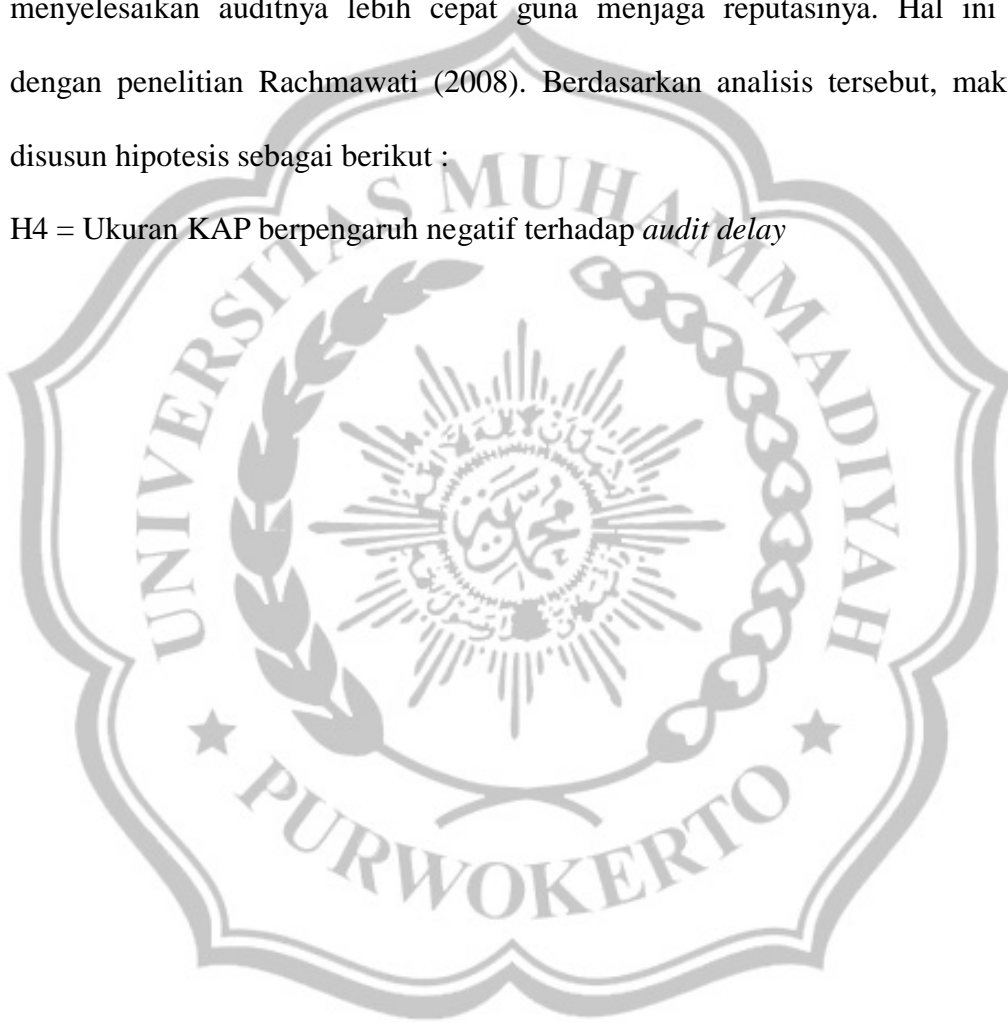 menyelesaikan auditnya lebih cepat guna menjaga reputasinya. Hal ini
dengan penelitian Rachmawati (2008). Berdasarkan analisis tersebut, mak
disusun hipotesis sebagai berikut :
H4 = Ukuran KAP berpengaruh negatif terhadap audit delay
UNIVERSITAS MUHAMMADIYAH
PURWOKERTO